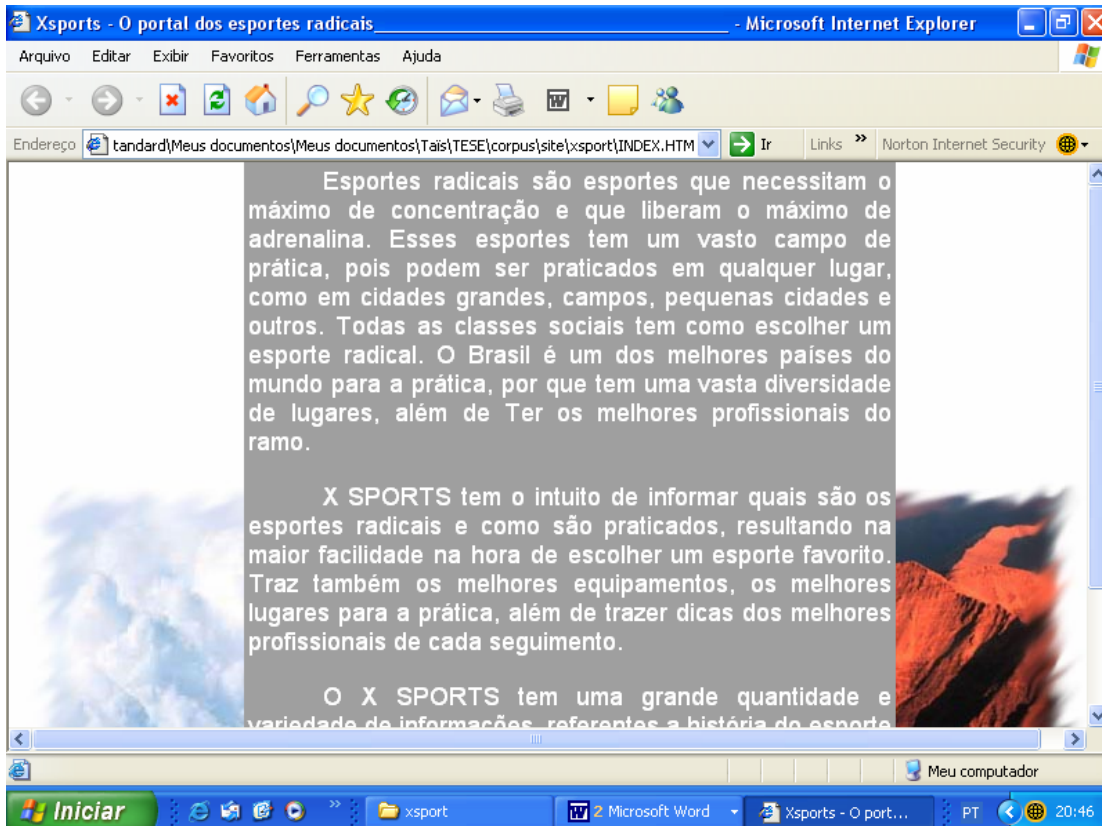 Xsports - O portal dos esportes radicais - Microsoft Internet Explorer
Arquivo Editar Exibir Favoritos Ferramentas Ajuda
Endereço tandard\Meus documentos\Meus documentos\Taïs\TESE\corpus\site\xsport\INDEX.HTM Ir Links » Norton Internet Security
Esportes radicais são esportes que necessitam o
máximo de concentração e que liberam o máximo de
adrenalina. Esses esportes tem um vasto campo de
prática, pois podem ser praticados em qualquer lugar,
como em cidades grandes, campos, pequenas cidades e
outros. Todas as classes sociais tem como escolher um
esporte radical. O Brasil é um dos melhores países do
mundo para a prática, por que tem uma vasta diversidade
de lugares, além de Ter os melhores profissionais do
ramo.
X SPORTS tem o intuito de informar quais são os
esportes radicais e como são praticados, resultando na
maior facilidade na hora de escolher um esporte favorito.
Traz também os melhores equipamentos, os melhores
lugares para a prática, além de trazer dicas dos melhores
profissionais de cada seguimento.
O X SPORTS tem uma grande quantidade e
variedade de informações, referentes a história do esporte
Meu computador
Iniciar » xsport 2 Microsoft Word Xsports - O port... PT 20:46